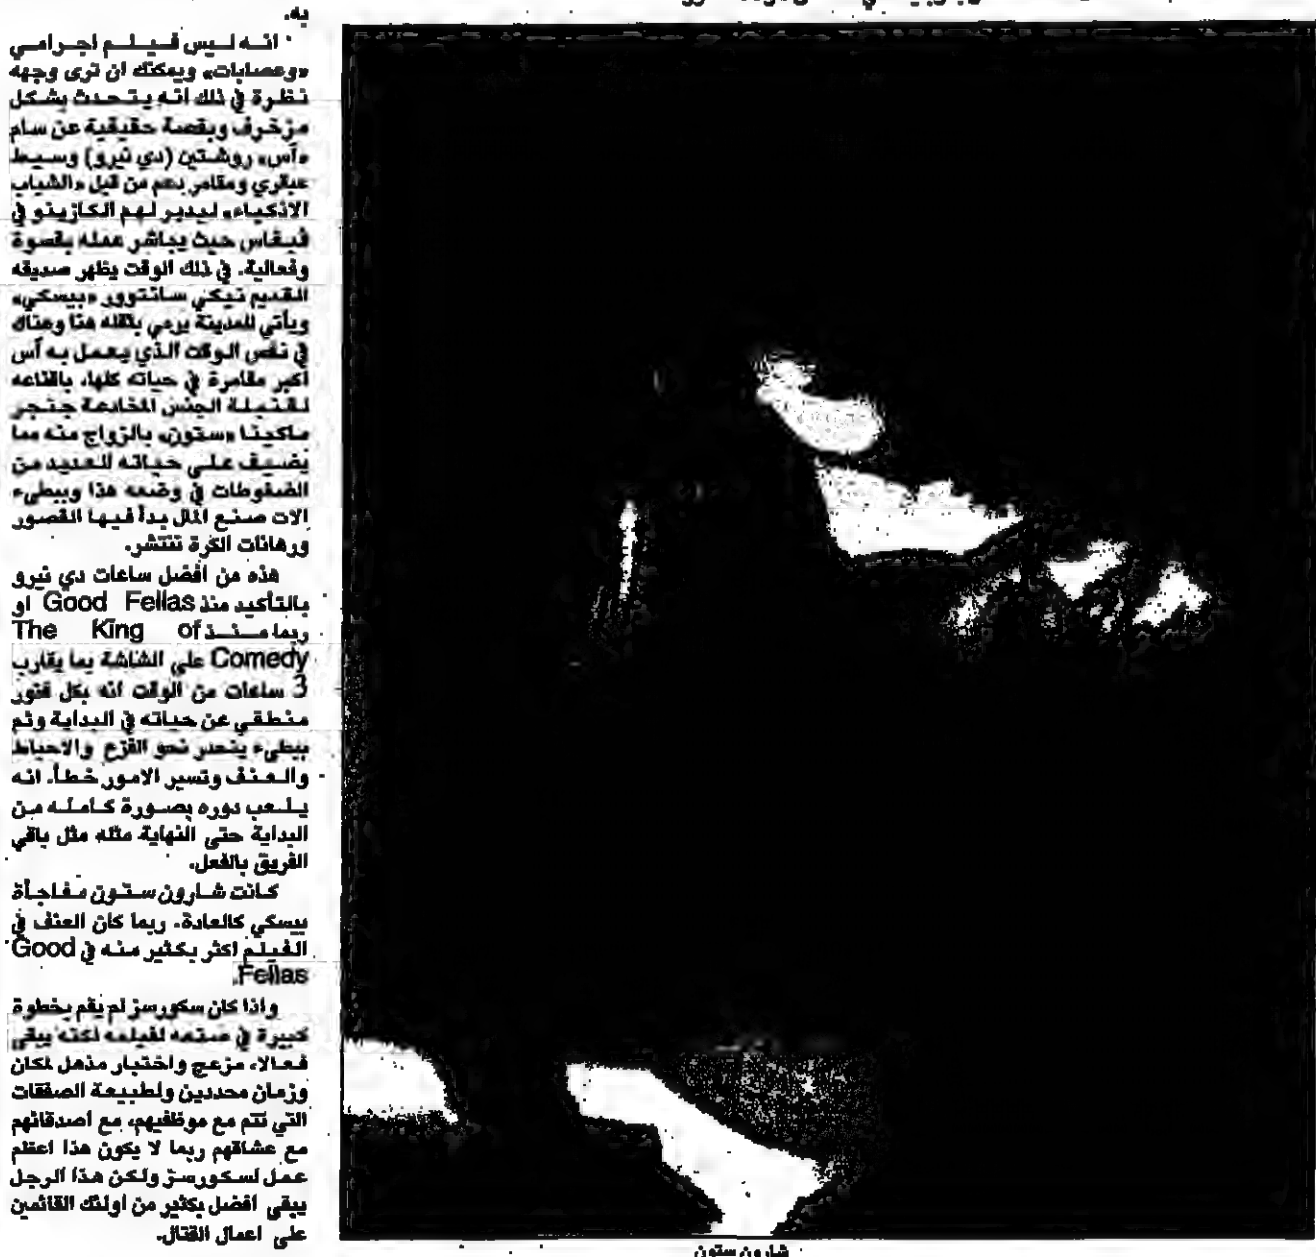 به.
انه ليس فيلم اجرامي
«وعصابات» ويمكنك ان ترى وجهه
نظرة في ذلك انه يتحدث بشكل
مزخرف وبقصة حقيقية عن سام
«آس» روشتين (دي نيرو) وسيط
عبقري ومقامر بدعم من قبل «الشباب
الاذكياء» ليدير لهم الكازينو في
فيغاس حيث يباشر عمله بقسوة
وفعالية. في ذلك الوقت يظهر صديقه
القديم نيكي سانتوور «بيسكي»
ويأتي للمدينة يرمي بثقله هنا وهناك
في نفس الوقت الذي يعمل به آس
أكبر مقامرة في حياته كلها، باقناعه
لقنبلة الجنس المخادعة جنجر
ماكينا «ستون» بالزواج منه مما
يضيف على حياته العديد من
الضغوطات في وضعه هذا وببطيء
الات صنع المال بدأ فيها القصور
ورهانات الكرة تنتشر.
هذه من افضل ساعات دي نيرو
بالتأكيد منذ Good Fellas او
ربما منذ The King of
Comedy على الشاشة بما يقارب
3 ساعات من الوقت انه بكل فتور
منطقي عن حياته في البداية وثم
ببطيء ينحدر نحو الفزع والاحباط
والعنف وتسير الامور خطأ. انه
يلعب دوره بصورة كامله من
البداية حتى النهاية مثله مثل باقي
الفريق بالفعل.
كانت شارون ستون مفاجأة
بيسكي كالعادة. ربما كان العنف في
الفيلم اكثر بكثير منه في Good
Fellas.
واذا كان سكورسز لم يقم بخطوة
كبيرة في صنعه لفيلمه لكنه يبقى
فعالا، مزعج واختبار مذهل لمكان
وزمان محددين ولطبيعة الصفقات
التي تتم مع موظفيهم، مع اصدقائهم
مع عشاقهم ربما لا يكون هذا اعظم
عمل لسكورسز ولكن هذا الرجل
يبقى أفضل بكثير من اولئك القائمين
على اعمال القتال.
شارون ستون